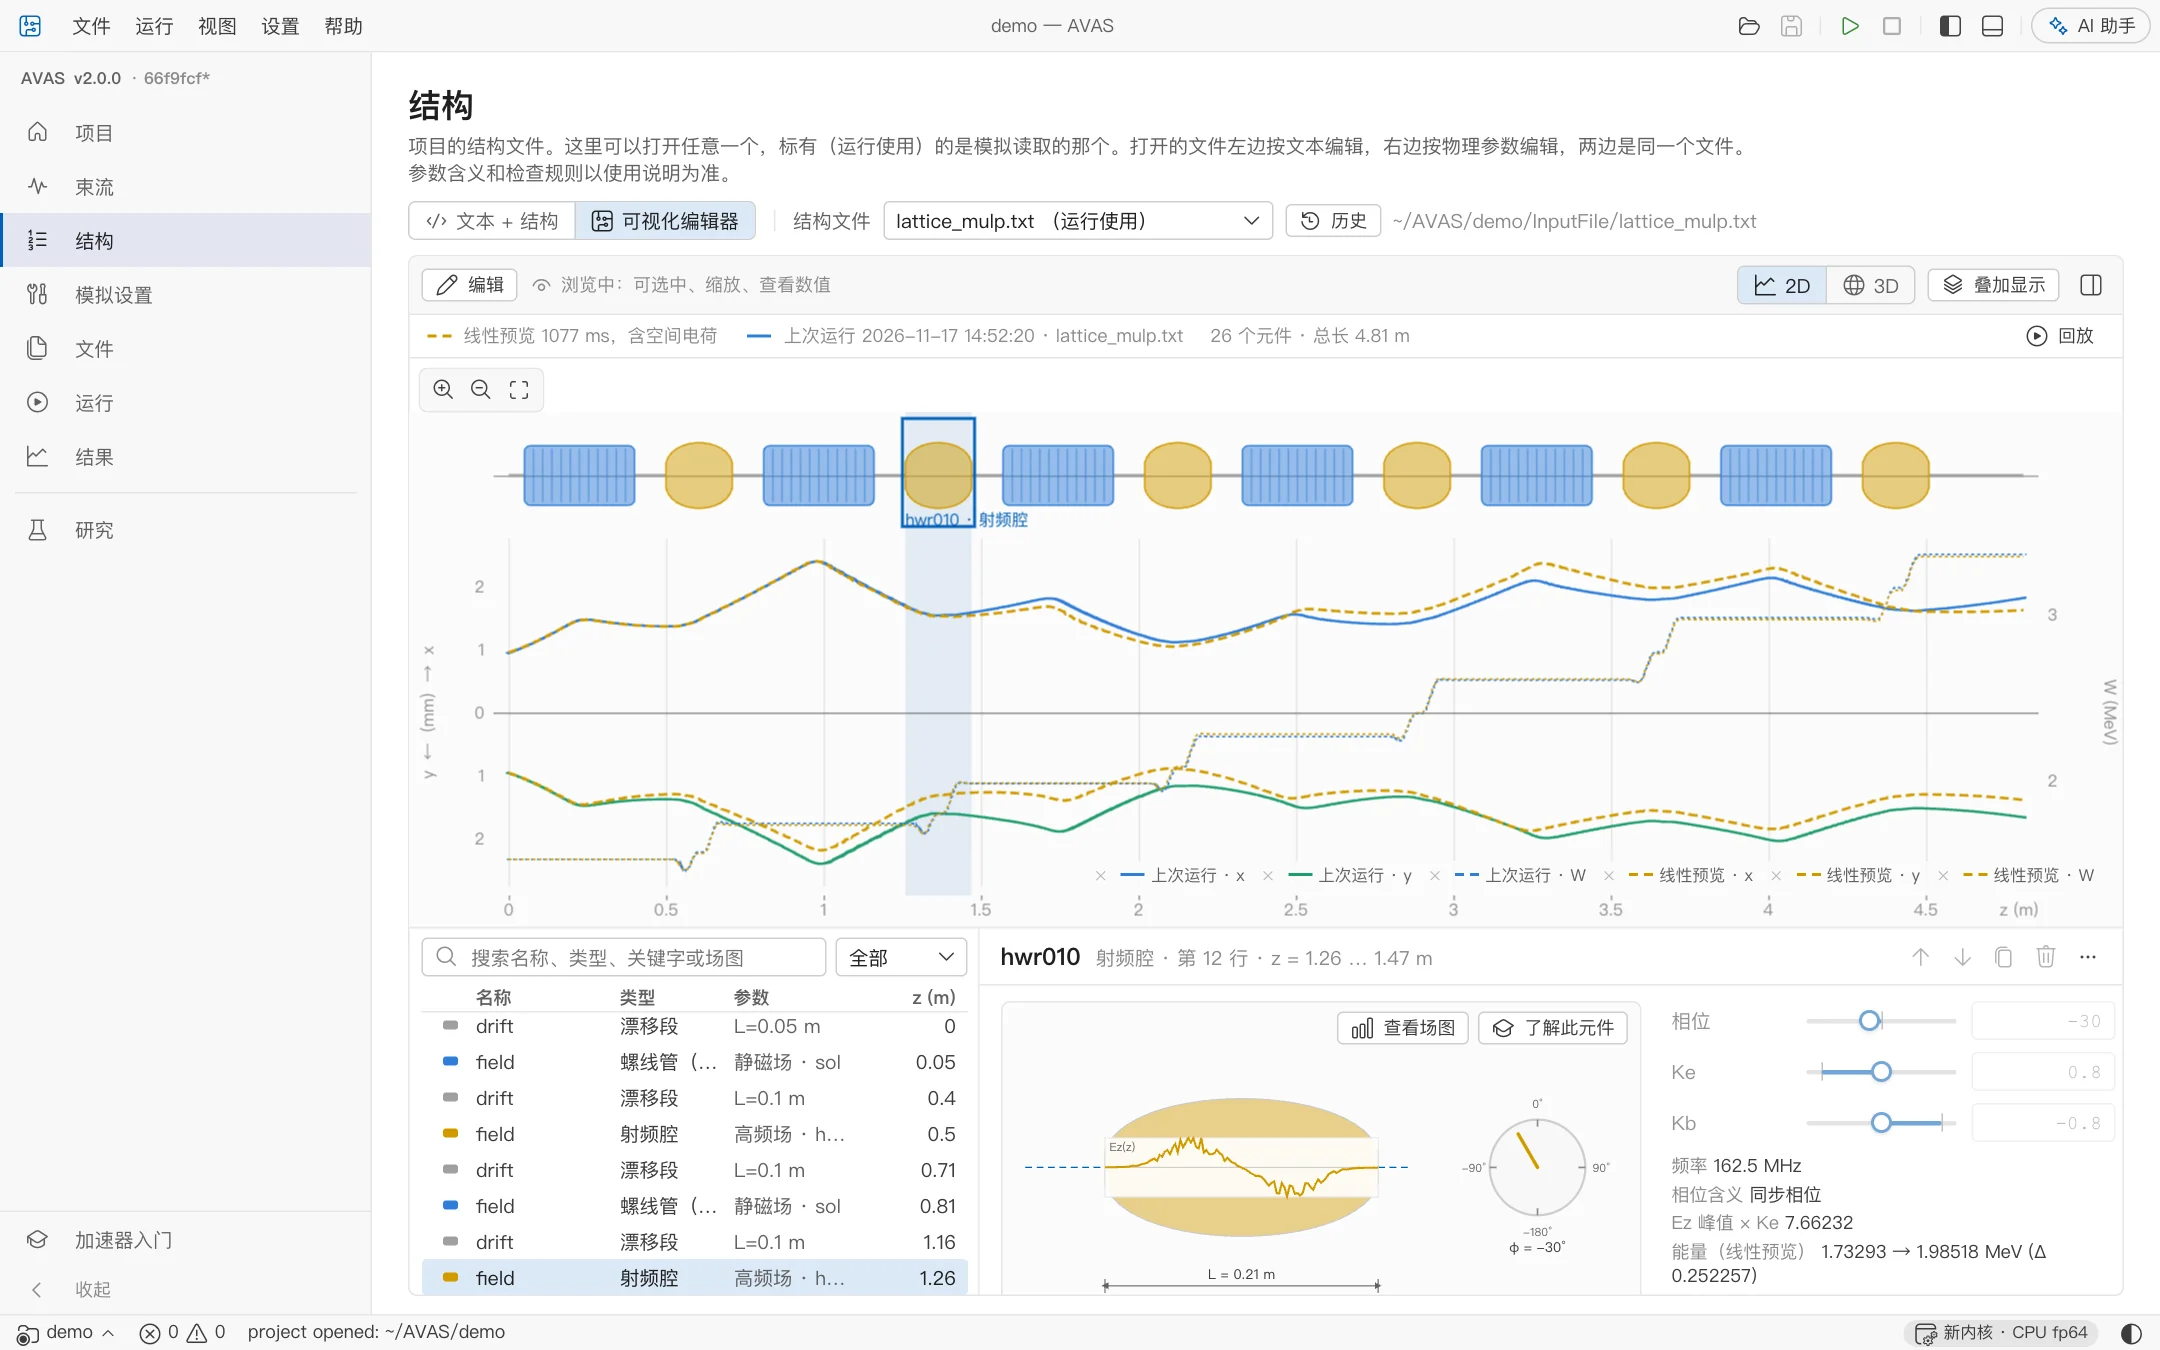 文件 运行 视图 设置 帮助 demo — AVAS AI 助手
AVAS v2.0.0 · 66f9fcf*
项目
束流
结构
模拟设置
文件
运行
结果
研究
加速器入门
收起
结构
项目的结构文件。这里可以打开任意一个，标有（运行使用）的是模拟读取的那个。打开的文件左边按文本编辑，右边按物理参数编辑，两边是同一个文件。
参数含义和检查规则以使用说明为准。
文本 + 结构 可视化编辑器 结构文件 lattice_mulp.txt （运行使用） 历史 ~/AVAS/demo/InputFile/lattice_mulp.txt
编辑 浏览中：可选中、缩放、查看数值 2D 3D 叠加显示
线性预览 1077 ms，含空间电荷 上次运行 2026-11-17 14:52:20 · lattice_mulp.txt 26 个元件 · 总长 4.81 m 回放
hwr010 · 射频腔
2
1
0
1
2
y ← (mm) → x
3
2
W (MeV)
× 上次运行 · x × 上次运行 · y × 上次运行 · W × 线性预览 · x × 线性预览 · y × 线性预览 · W
0 0.5 1 1.5 2 2.5 3 3.5 4 4.5 z (m)
搜索名称、类型、关键字或场图 全部
名称 类型 参数 z (m)
drift 漂移段 L=0.05 m 0
field 螺线管（… 静磁场 · sol 0.05
drift 漂移段 L=0.1 m 0.4
field 射频腔 高频场 · h… 0.5
drift 漂移段 L=0.1 m 0.71
field 螺线管（… 静磁场 · sol 0.81
drift 漂移段 L=0.1 m 1.16
field 射频腔 高频场 · h… 1.26
hwr010 射频腔 · 第 12 行 · z = 1.26 … 1.47 m
查看场图 了解此元件
Ez(z)
L = 0.21 m
0°
-90° 90°
-180°
ϕ = -30°
相位 -30
Ke 0.8
Kb -0.8
频率 162.5 MHz
相位含义 同步相位
Ez 峰值 × Ke 7.66232
能量（线性预览） 1.73293 → 1.98518 MeV (Δ
0.252257)
demo 0 0 project opened: ~/AVAS/demo 新内核 · CPU fp64